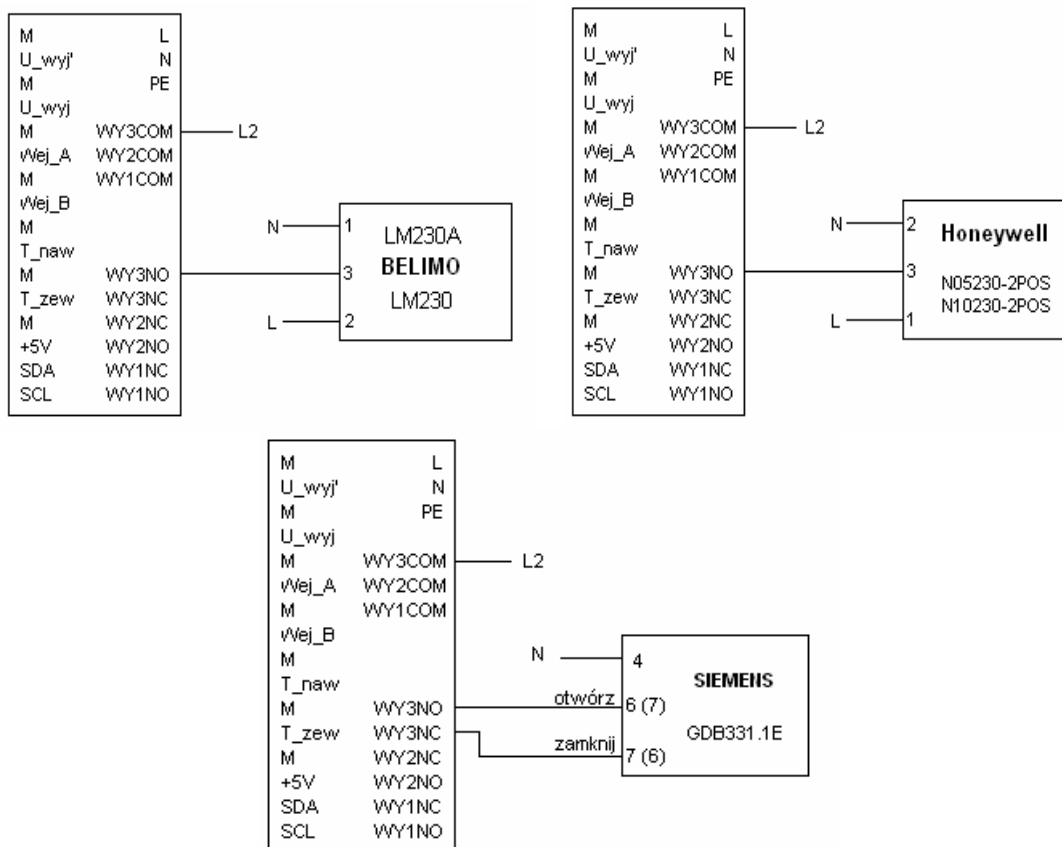 M L
U_wyj' N
M PE
U_wyj
M WY3COM L2
Wej_A WY2COM
M WY1COM
Wej_B
M
T_naw
M WY3NO
T_zew WY3NC
M WY2NC
+5V WY2NO
SDA WY1NC
SCL WY1NO
N 1
LM230A
BELIMO
3
LM230
L 2
M L
U_wyj' N
M PE
U_wyj
M WY3COM L2
Wej_A WY2COM
M WY1COM
Wej_B
M
T_naw
M WY3NO
T_zew WY3NC
M WY2NC
+5V WY2NO
SDA WY1NC
SCL WY1NO
N 2
Honeywell
3
N05230-2POS
N10230-2POS
L 1
M L
U_wyj' N
M PE
U_wyj
M WY3COM L2
Wej_A WY2COM
M WY1COM
Wej_B
M
T_naw
M WY3NO
T_zew WY3NC
M WY2NC
+5V WY2NO
SDA WY1NC
SCL WY1NO
N 4
SIEMENS
otwórz 6 (7)
GDB331.1E
zamknij 7 (6)